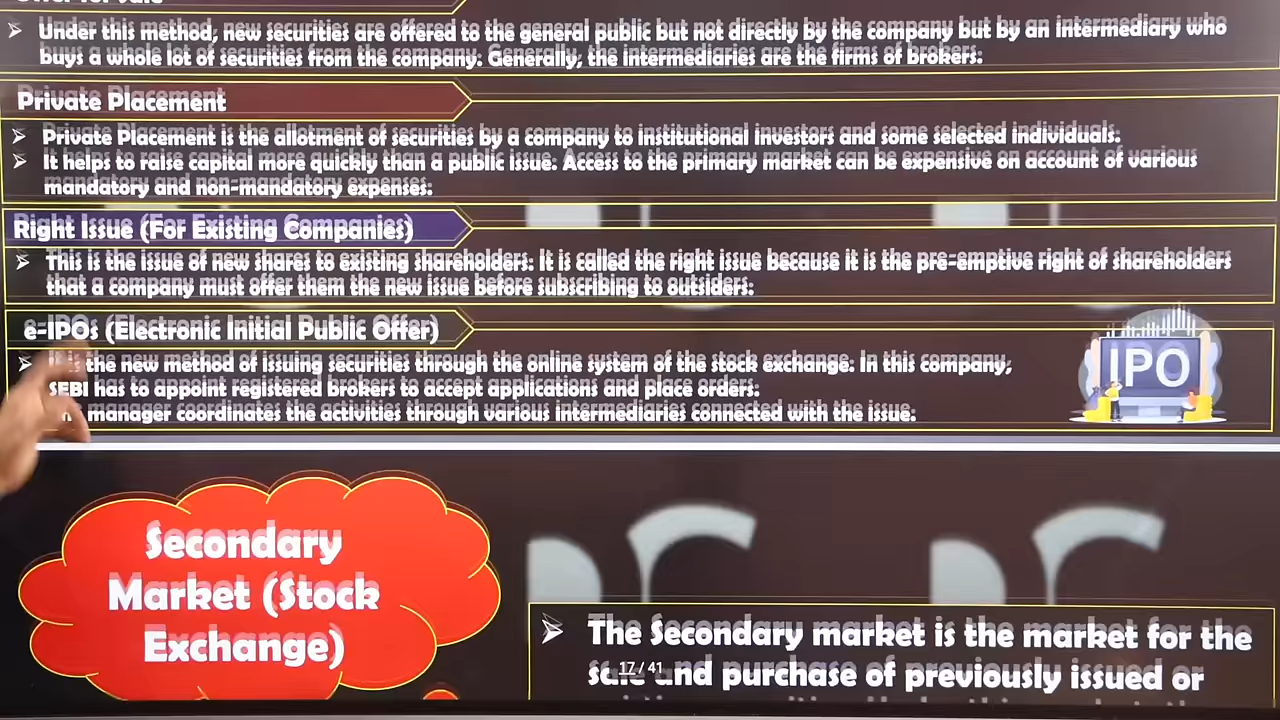 Offer for Sale
➢ Under this method, new securities are offered to the general public but not directly by the company but by an intermediary who
buys a whole lot of securities from the company. Generally, the intermediaries are the firms of brokers.
Private Placement
➢ Private Placement is the allotment of securities by a company to institutional investors and some selected individuals.
➢ It helps to raise capital more quickly than a public issue. Access to the primary market can be expensive on account of various
mandatory and non-mandatory expenses.
Right Issue (For Existing Companies)
➢ This is the issue of new shares to existing shareholders. It is called the right issue because it is the pre-emptive right of shareholders
that a company must offer them the new issue before subscribing to outsiders.
e-IPOs (Electronic Initial Public Offer)
➢ It is the new method of issuing securities through the online system of the stock exchange. In this company,
SEBI has to appoint registered brokers to accept applications and place orders.
manager coordinates the activities through various intermediaries connected with the issue.
IPO
Secondary
Market (Stock
Exchange)
➢ The Secondary market is the market for the
sale and purchase of previously issued or
17 / 41